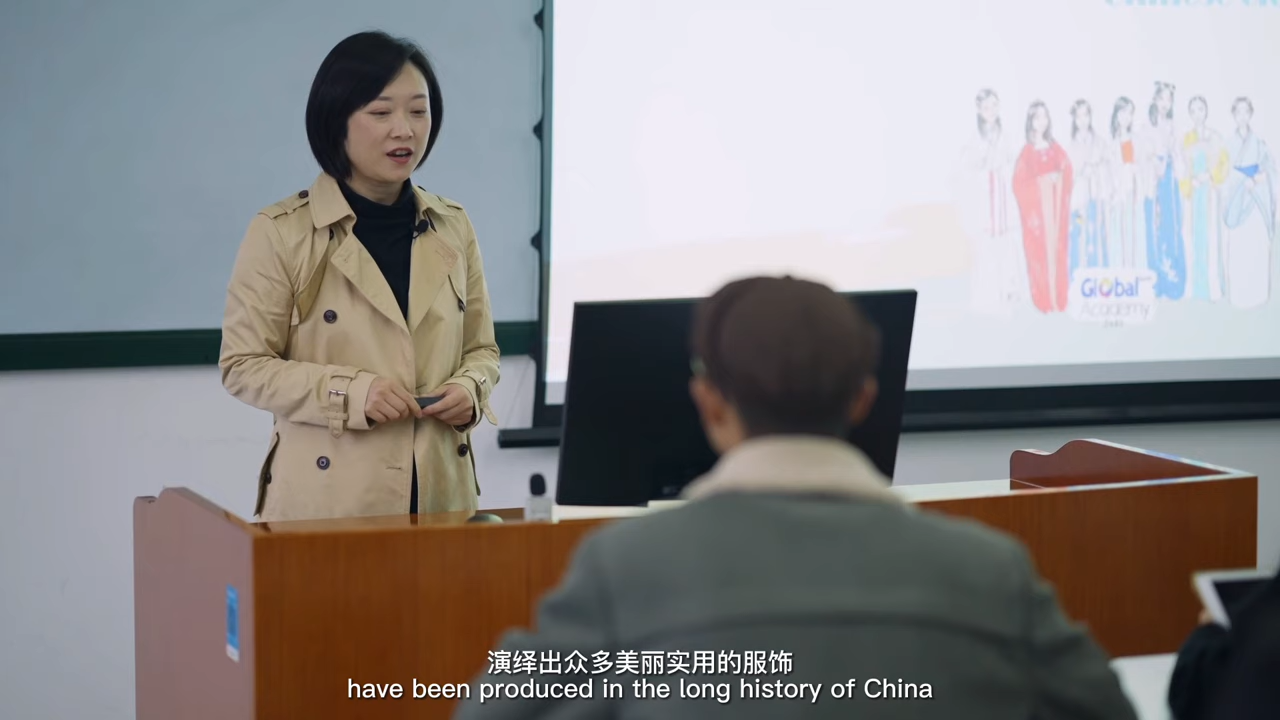 Global
Academy
演绎出众多美丽实用的服饰
have been produced in the long history of China